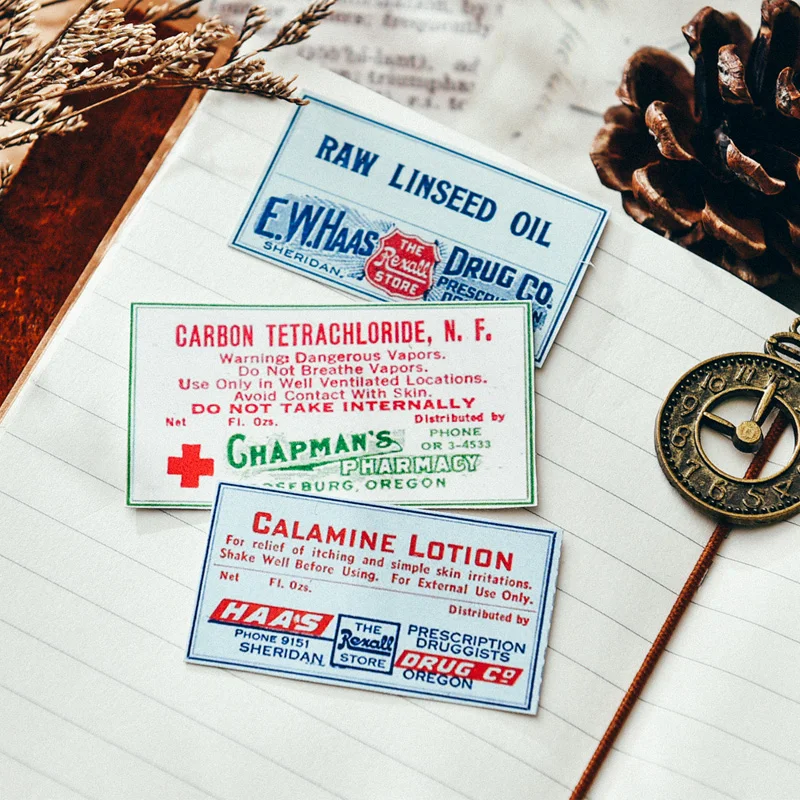 frequently
RAW LINSEED OIL
E.W.HAAS
DRUG CO.
SHERIDAN
THE
Rexall
STORE
CARBON TETRACHLORIDE, N. F.
Warning: Dangerous Vapors.
Do Not Breathe Vapors.
Use Only in Well Ventilated Locations.
Avoid Contact With Skin.
DO NOT TAKE INTERNALLY
Net Fl. Ozs. Distributed by
CHAPMAN'S
PHARMACY
PHONE
OR 3-4533
OSEBURG, OREGON
CALAMINE LOTION
For relief of itching and simple skin irritations.
Shake Well Before Using. For External Use Only.
Net Fl. Ozs. Distributed by
HAAS
PHONE 9151
SHERIDAN,
THE
Rexall
STORE
PRESCRIPTION
DRUGGISTS
DRUG CO
OREGON